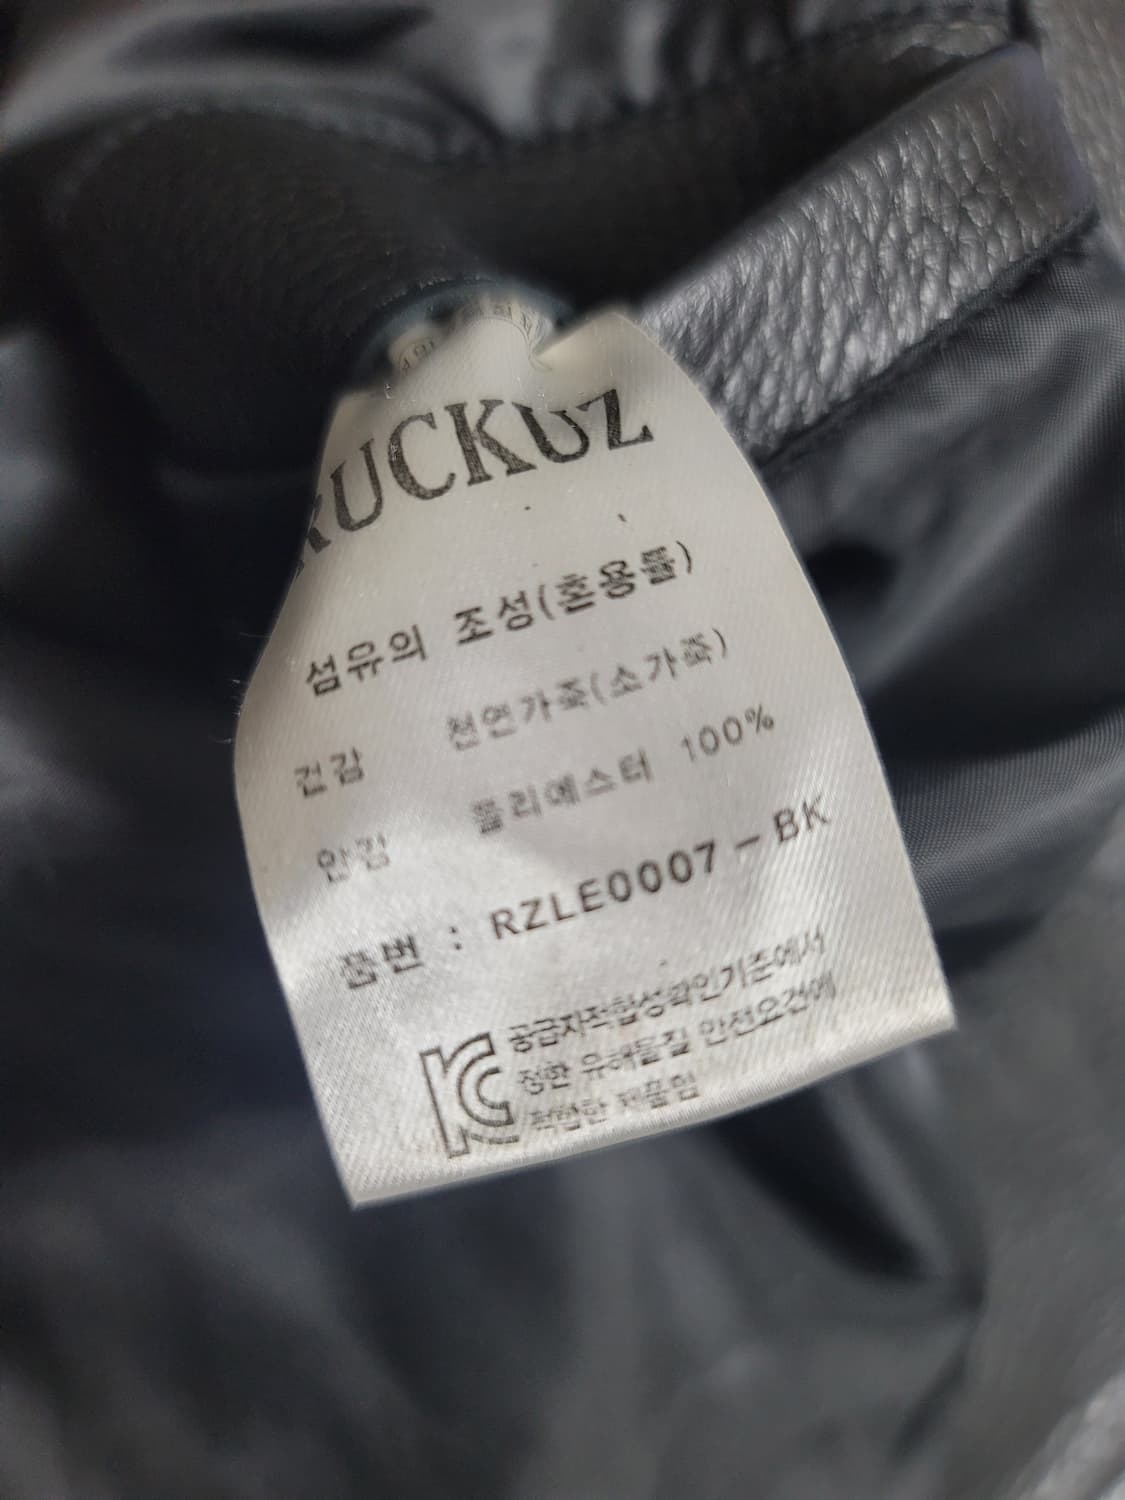 RUCKUZ
섬유의 조성(혼용률)
겉감 천연가죽(소가죽)
안감 폴리에스터 100%
품번 : RZLE0007-BK
공급자적합성확인기준에서
정한 유해물질 안전요건에
적합한 제품임